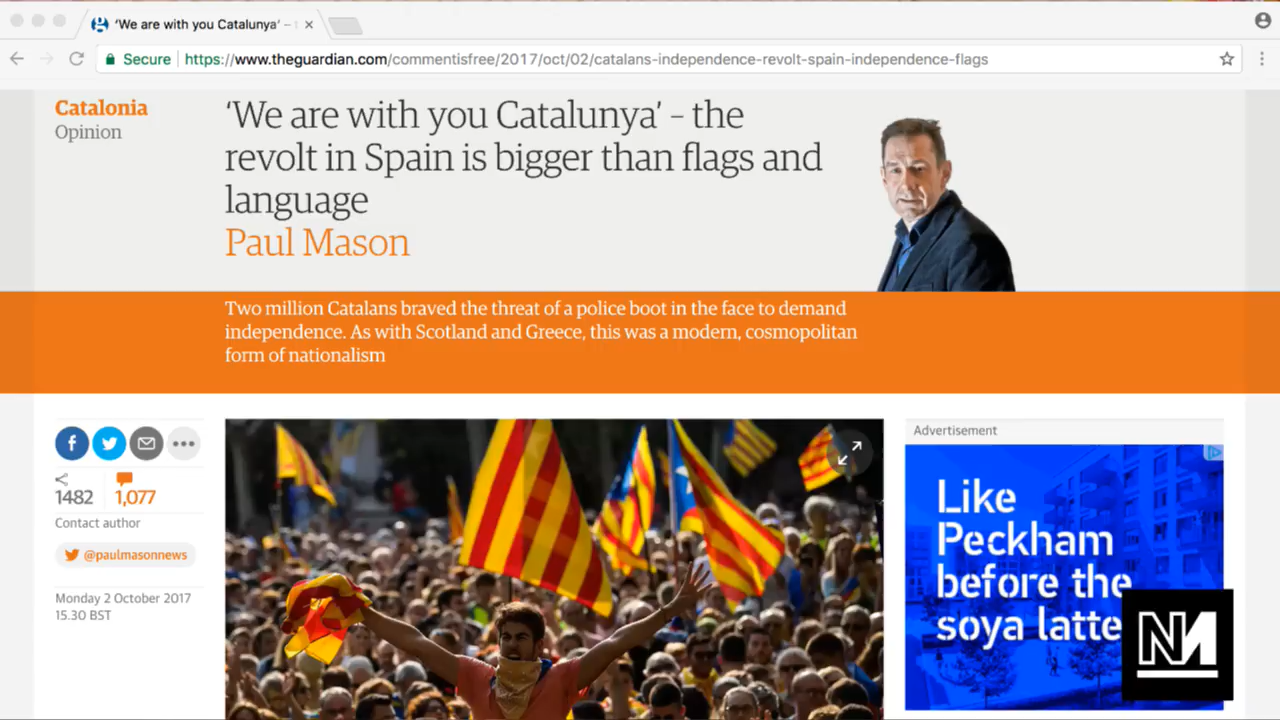 'We are with you Catalunya' – t
Secure
https://www.theguardian.com/commentisfree/2017/oct/02/catalans-independence-revolt-spain-independence-flags
Catalonia
Opinion
'We are with you Catalunya' – the
revolt in Spain is bigger than flags and
language
Paul Mason
Two million Catalans braved the threat of a police boot in the face to demand
independence. As with Scotland and Greece, this was a modern, cosmopolitan
form of nationalism
1482
1,077
Contact author
@paulmasonnews
Monday 2 October 2017
15.30 BST
Advertisement
Like
Peckham
before the
soya latte
NM